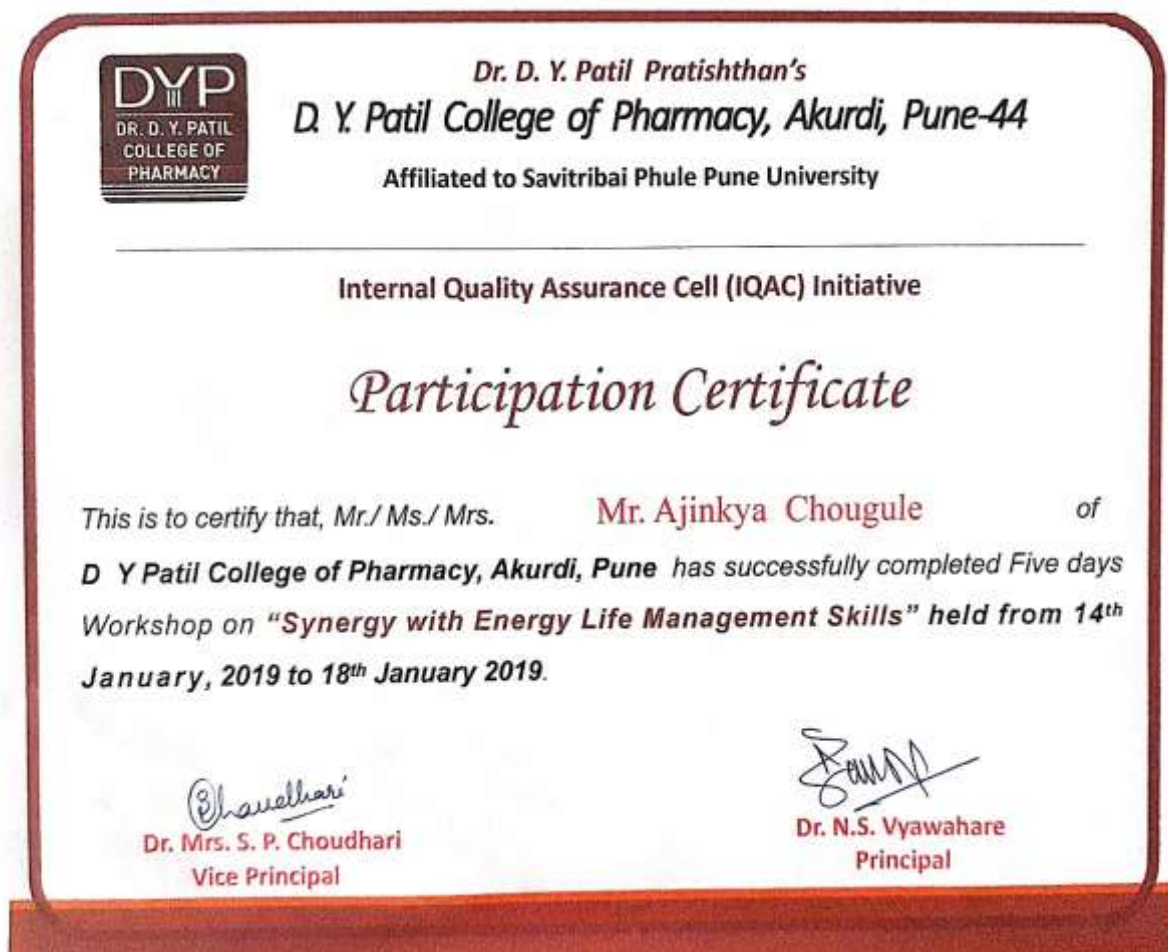 DYP
DR. D. Y. PATIL
COLLEGE OF
PHARMACY
Dr. D. Y. Patil Pratishthan's
D. Y. Patil College of Pharmacy, Akurdi, Pune-44
Affiliated to Savitribai Phule Pune University
Internal Quality Assurance Cell (IQAC) Initiative
Participation Certificate
This is to certify that, Mr./ Ms./ Mrs. Mr. Ajinkya Chougule of
D Y Patil College of Pharmacy, Akurdi, Pune has successfully completed Five days
Workshop on “Synergy with Energy Life Management Skills” held from 14th
January, 2019 to 18th January 2019.
Dr. Mrs. S. P. Choudhari
Vice Principal
Dr. N.S. Vyawahare
Principal